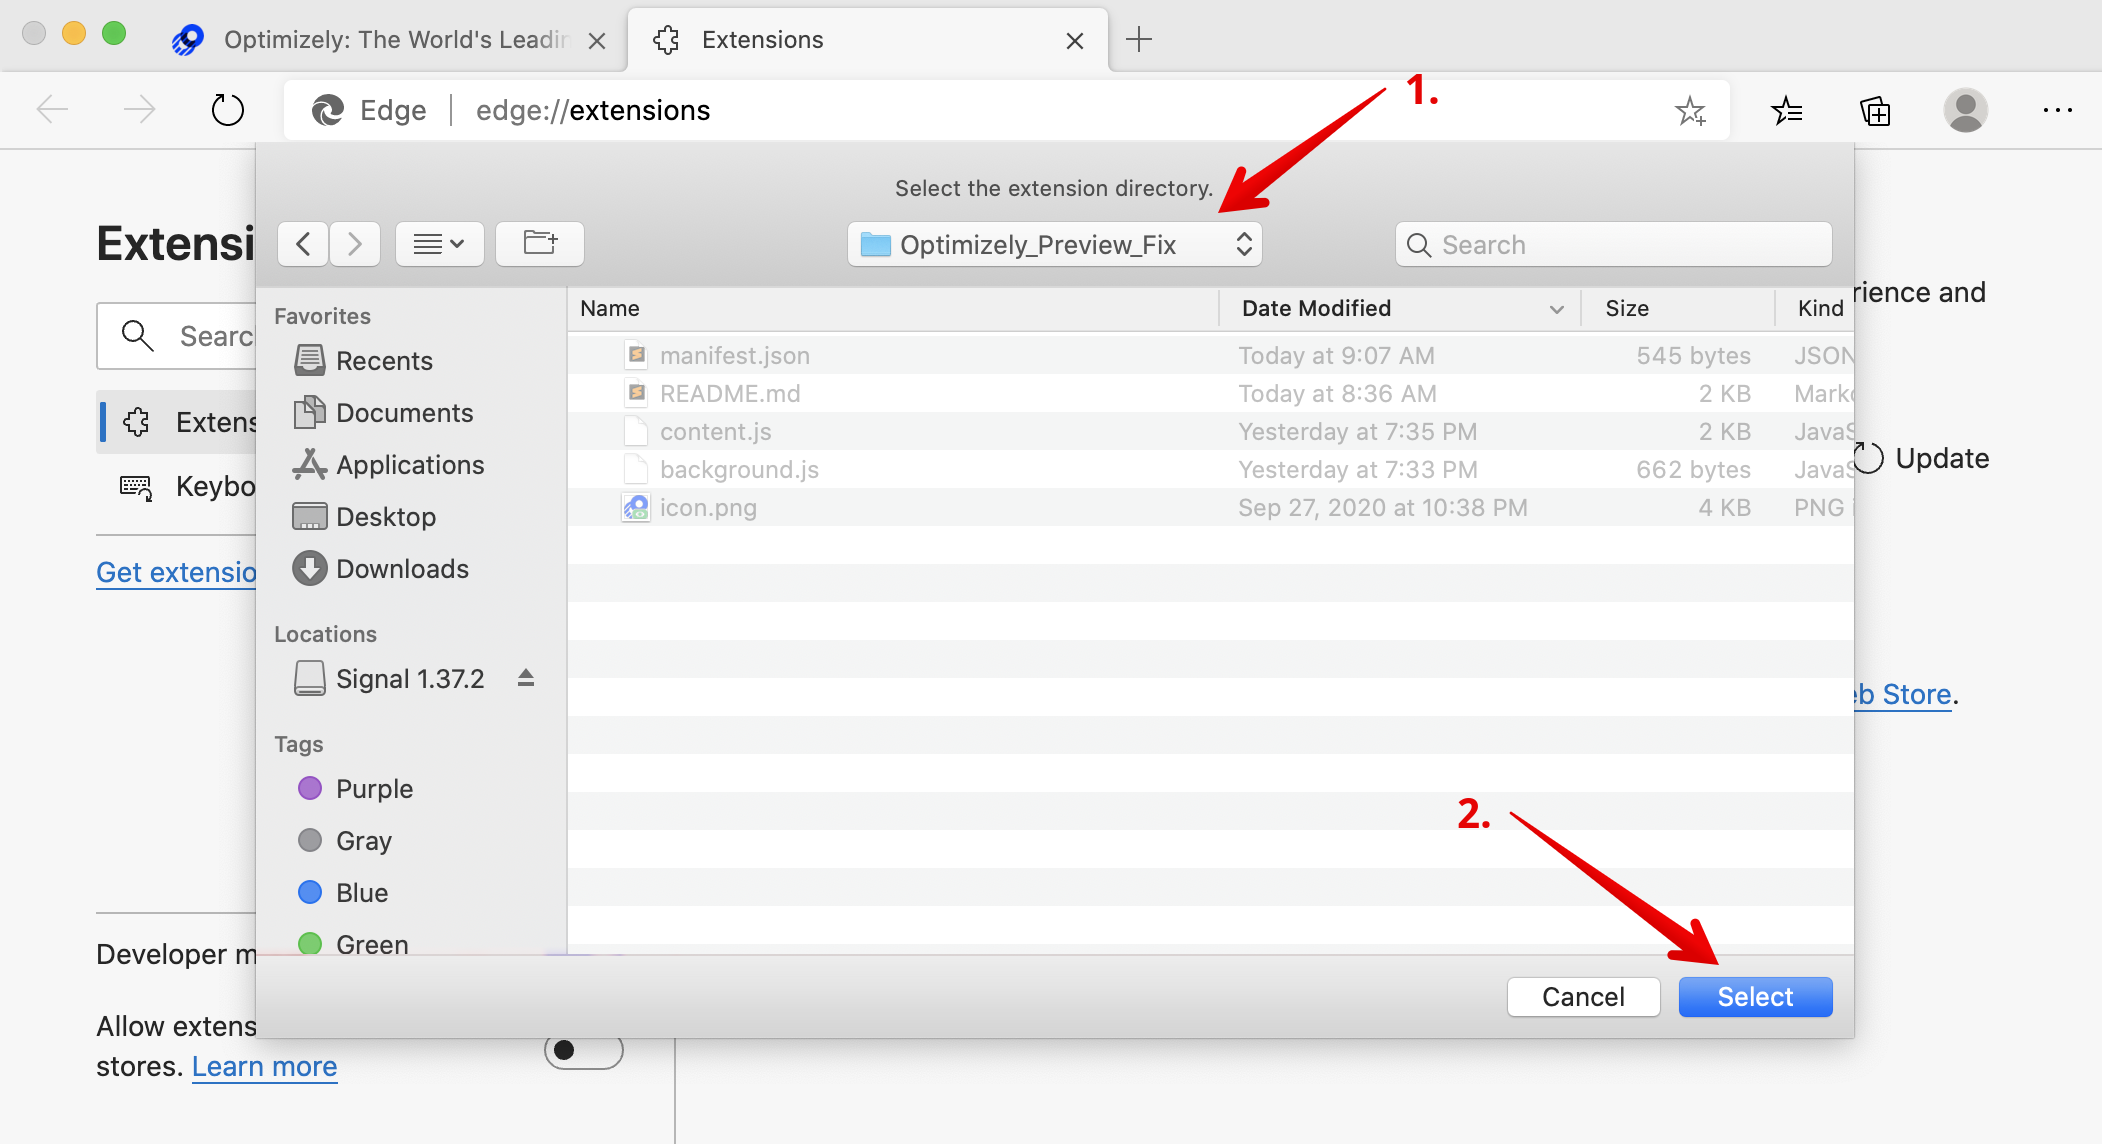 Optimizely: The World's Leadin
Extensions
Edge
edge://extensions
1.
Select the extension directory.
Optimizely_Preview_Fix
Search
Extensi
Searc
Extens
Keybo
Get extensio
Developer m
Allow extens
stores. Learn more
Favorites
Recents
Documents
Applications
Desktop
Downloads
Locations
Signal 1.37.2
Tags
Purple
Gray
Blue
Green
Name Date Modified Size Kind
manifest.json Today at 9:07 AM 545 bytes JSON
README.md Today at 8:36 AM 2 KB Marko
content.js Yesterday at 7:35 PM 2 KB JavaS
background.js Yesterday at 7:33 PM 662 bytes JavaS
icon.png Sep 27, 2020 at 10:38 PM 4 KB PNG i
2.
Cancel
Select
rience and
Update
eb Store.